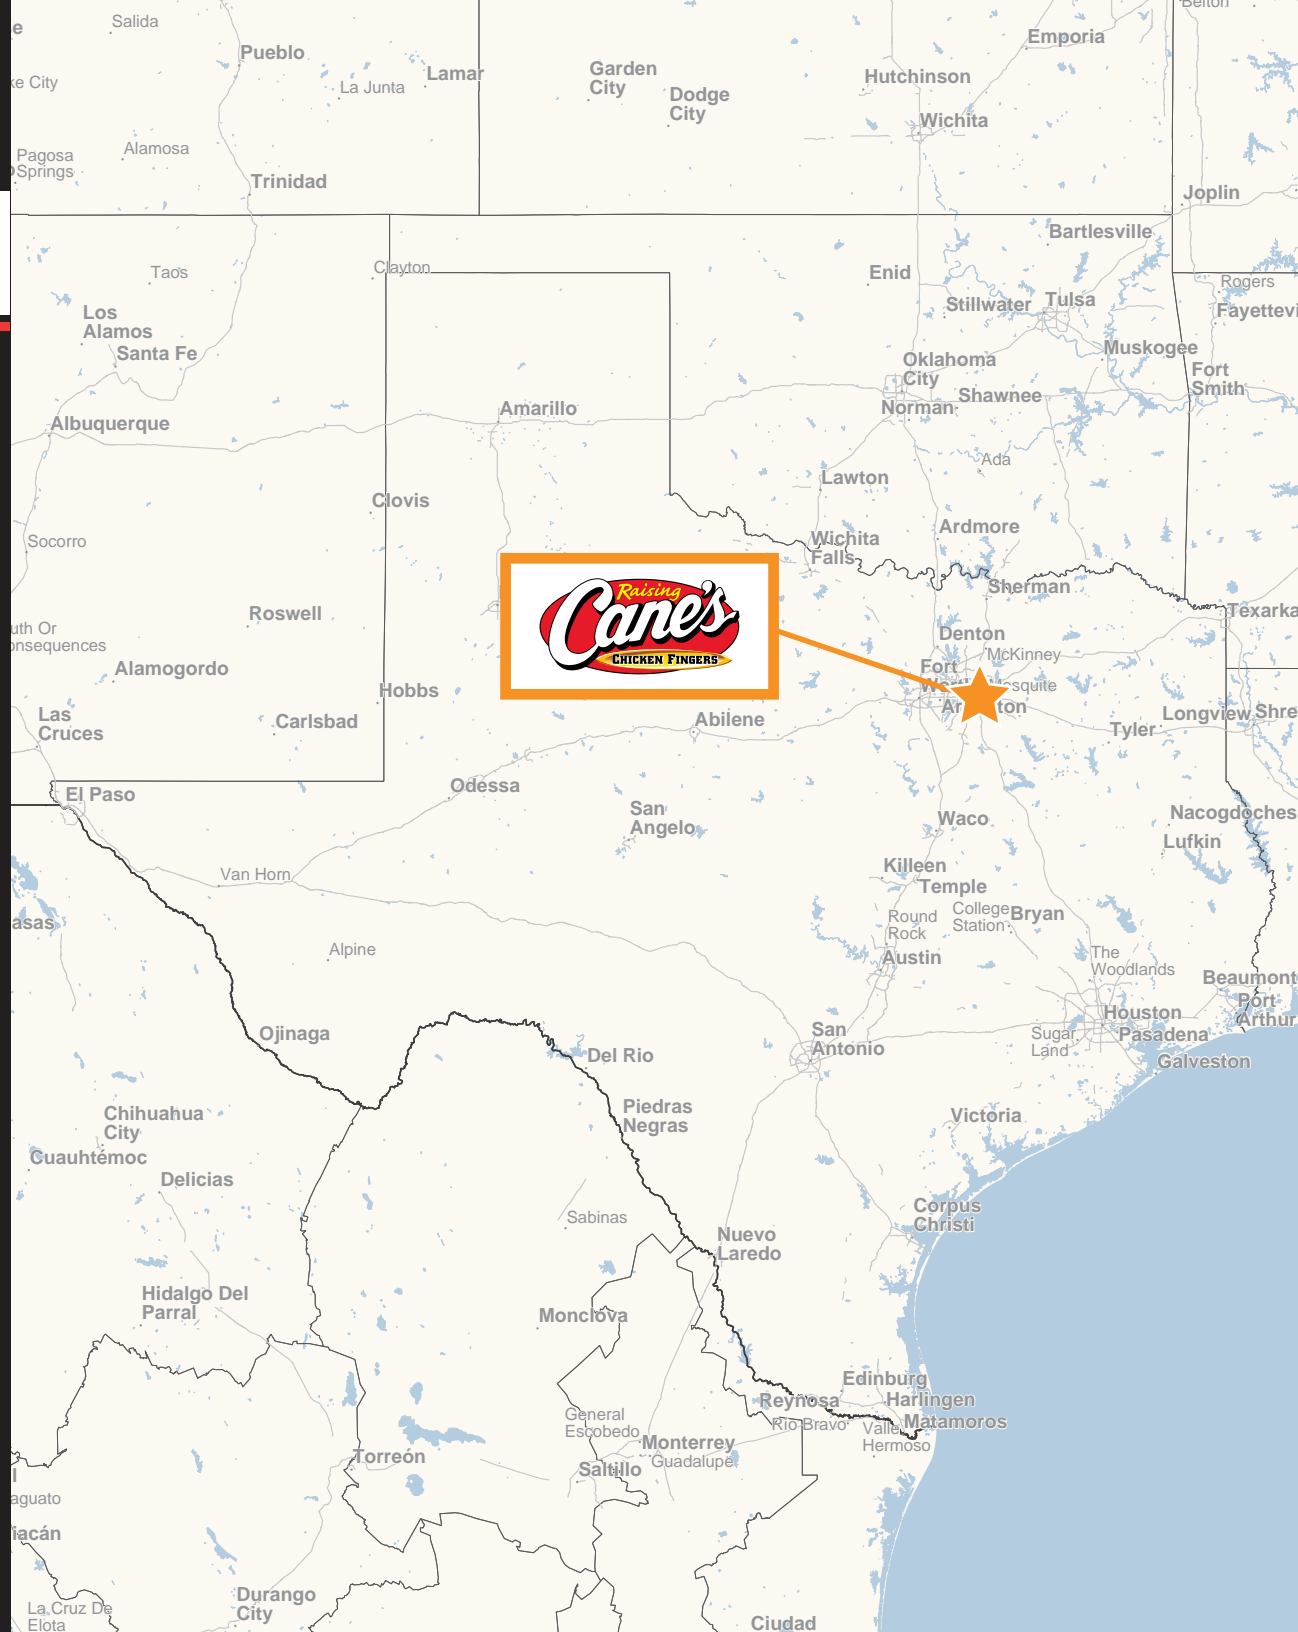 Salida
Pueblo
Lamar
La Junta
Garden
City
Dodge
City
Emporia
Hutchinson
Wichita
Pagosa
Springs
Alamosa
Trinidad
Joplin
Bartlesville
Taos
Clayton
Enid
Rogers
Los
Alamos
Santa Fe
Stillwater
Tulsa
Muskogee
Oklahoma
City
Fort
Smith
Shawnee
Norman
Albuquerque
Amarillo
Ada
Lawton
Clovis
Ardmore
Socorro
Wichita
Falls
Raising
Cane's
CHICKEN FINGERS
Sherman
Roswell
Denton
McKinney
Alamogordo
Fort
Hobbs
Las
Cruces
Carlsbad
Abilene
Tyler
Longview
El Paso
Odessa
San
Angelo
Waco
Nacogdoches
Lufkin
Van Horn
Killeen
Temple
Round
Rock
College
Station
Bryan
Austin
Alpine
The
Woodlands
Beaumont
Port
Arthur
Houston
Pasadena
Sugar
Land
Galveston
Ojinaga
San
Antonio
Del Rio
Piedras
Negras
Victoria
Chihuahua
City
Cuauhtémoc
Delicias
Corpus
Christi
Sabinas
Nuevo
Laredo
Hidalgo Del
Parral
Monclova
Edinburg
Harlingen
Reynosa
Rio Bravo
Matamoros
Valle
Hermoso
General
Escobedo
Monterrey
Guadalupe
Saltillo
Torreón
Durango
City
La Cruz De
Elota
Ciudad